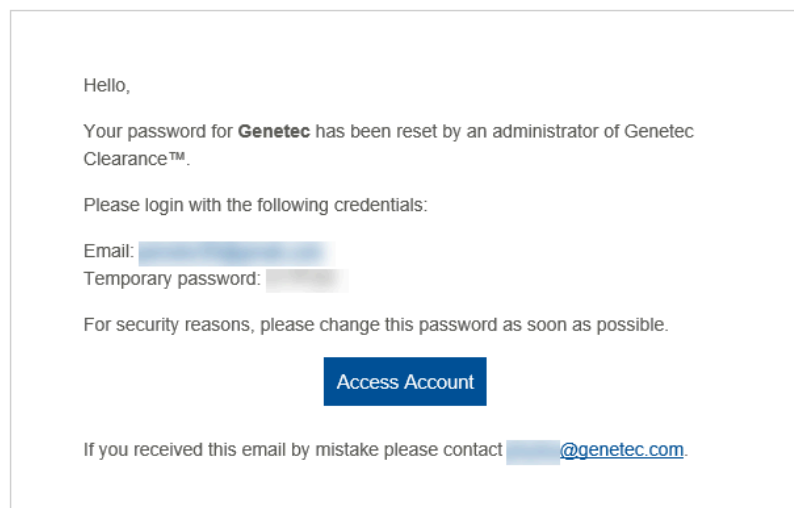 Hello,
Your password for Genetec has been reset by an administrator of Genetec
Clearance™.
Please login with the following credentials:
Email:
Temporary password:
For security reasons, please change this password as soon as possible.
Access Account
If you received this email by mistake please contact @genetec.com.